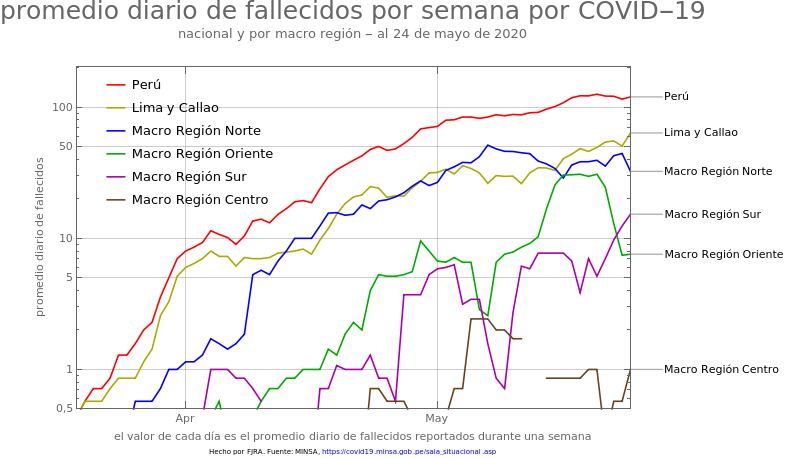 promedio diario de fallecidos por semana por COVID−19
nacional y por macro región − al 24 de mayo de 2020
promedio diario de fallecidos
100
50
10
5
1
0,5
Perú
Lima y Callao
Macro Región Norte
Macro Región Oriente
Macro Región Sur
Macro Región Centro
Perú
Lima y Callao
Macro Región Norte
Macro Región Sur
Macro Región Oriente
Macro Región Centro
Apr
May
el valor de cada día es el promedio diario de fallecidos reportados durante una semana
Hecho por FJRA. Fuente: MINSA, https://covid19.minsa.gob.pe/sala_situacional .asp